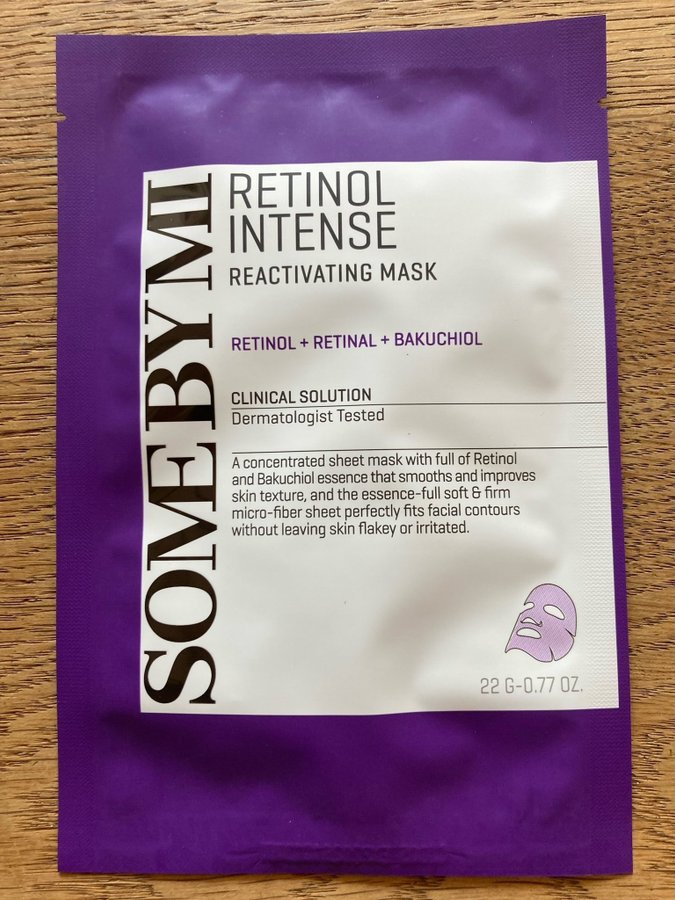 SOMEBYMI
RETINOL
INTENSE
REACTIVATING MASK
RETINOL + RETINAL + BAKUCHIOL
CLINICAL SOLUTION
Dermatologist Tested
A concentrated sheet mask with full of Retinol
and Bakuchiol essence that smooths and improves
skin texture, and the essence-full soft & firm
micro-fiber sheet perfectly fits facial contours
without leaving skin flakey or irritated.
22 G-0.77 OZ.